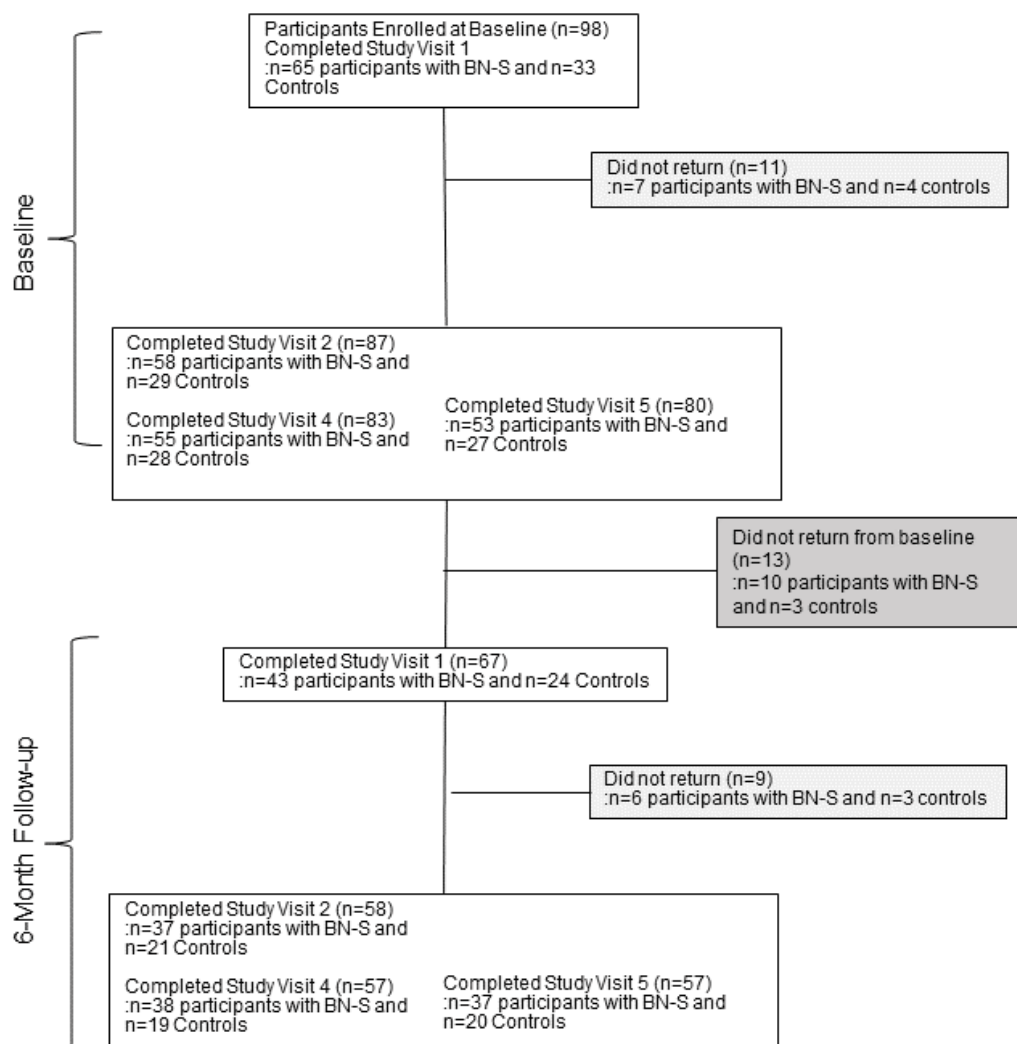 Participants Enrolled at Baseline (n=98)
Completed Study Visit 1
:n=65 participants with BN-S and n=33
Controls
Did not return (n=11)
:n=7 participants with BN-S and n=4 controls
Baseline
Completed Study Visit 2 (n=87)
:n=58 participants with BN-S and
n=29 Controls
Completed Study Visit 4 (n=83)
:n=55 participants with BN-S and
n=28 Controls
Completed Study Visit 5 (n=80)
:n=53 participants with BN-S and
n=27 Controls
Did not return from baseline
(n=13)
:n=10 participants with BN-S
and n=3 controls
Completed Study Visit 1 (n=67)
:n=43 participants with BN-S and n=24 Controls
Did not return (n=9)
:n=6 participants with BN-S and n=3 controls
6-Month Follow-up
Completed Study Visit 2 (n=58)
:n=37 participants with BN-S and
n=21 Controls
Completed Study Visit 4 (n=57)
:n=38 participants with BN-S and
n=19 Controls
Completed Study Visit 5 (n=57)
:n=37 participants with BN-S and
n=20 Controls